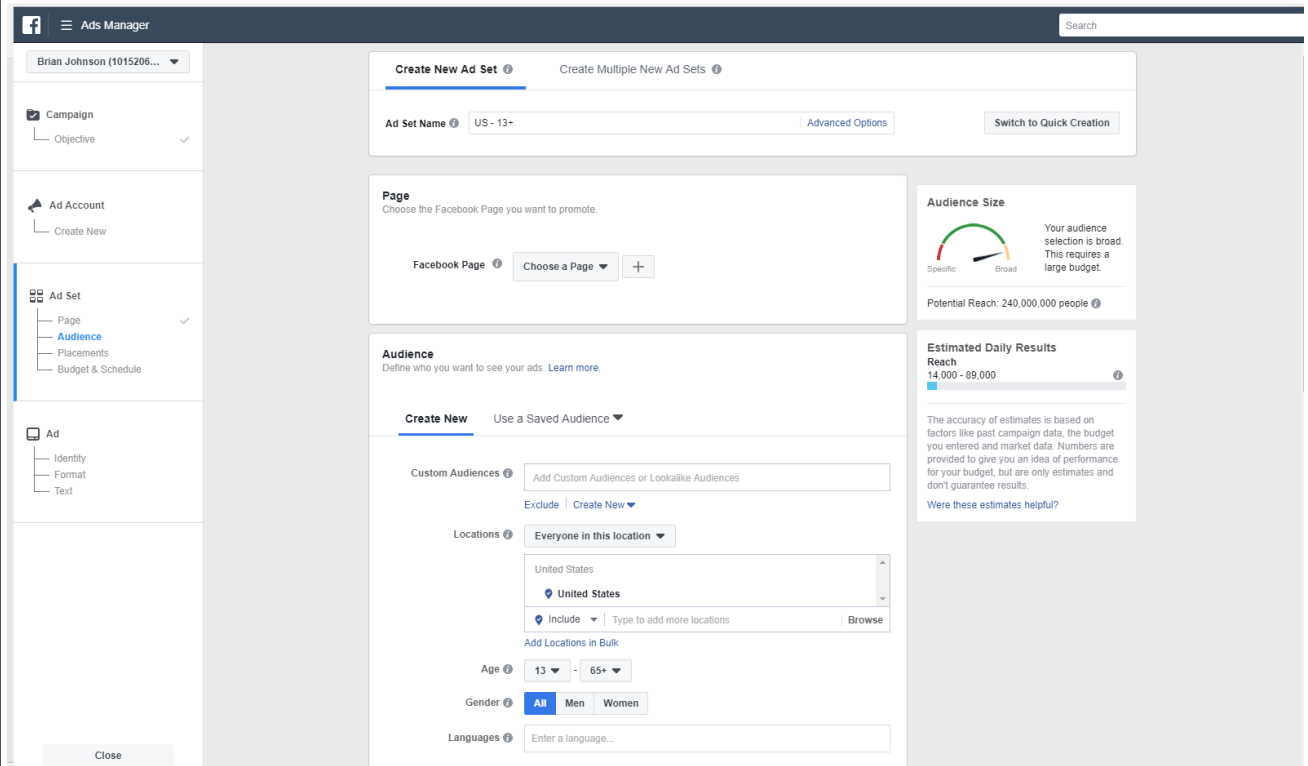 f
Ads Manager
Search
Brian Johnson (1015206...
Campaign
Objective
Ad Account
Create New
Ad Set
Page
Audience
Placements
Budget & Schedule
Ad
Identity
Format
Text
Close
Create New Ad Set
Create Multiple New Ad Sets
Ad Set Name
US - 13+
Advanced Options
Switch to Quick Creation
Page
Choose the Facebook Page you want to promote.
Facebook Page
Choose a Page
+
Audience
Define who you want to see your ads. Learn more.
Create New
Use a Saved Audience
Custom Audiences
Add Custom Audiences or Lookalike Audiences
Exclude
Create New
Locations
Everyone in this location
United States
United States
Include
Type to add more locations
Browse
Add Locations in Bulk
Age
13
-
65+
Gender
All
Men
Women
Languages
Enter a language...
Audience Size
Specific
Broad
Your audience
selection is broad.
This requires a
large budget.
Potential Reach: 240,000,000 people
Estimated Daily Results
Reach
14,000 - 89,000
The accuracy of estimates is based on
factors like past campaign data, the budget
you entered and market data. Numbers are
provided to give you an idea of performance
for your budget, but are only estimates and
don't guarantee results.
Were these estimates helpful?